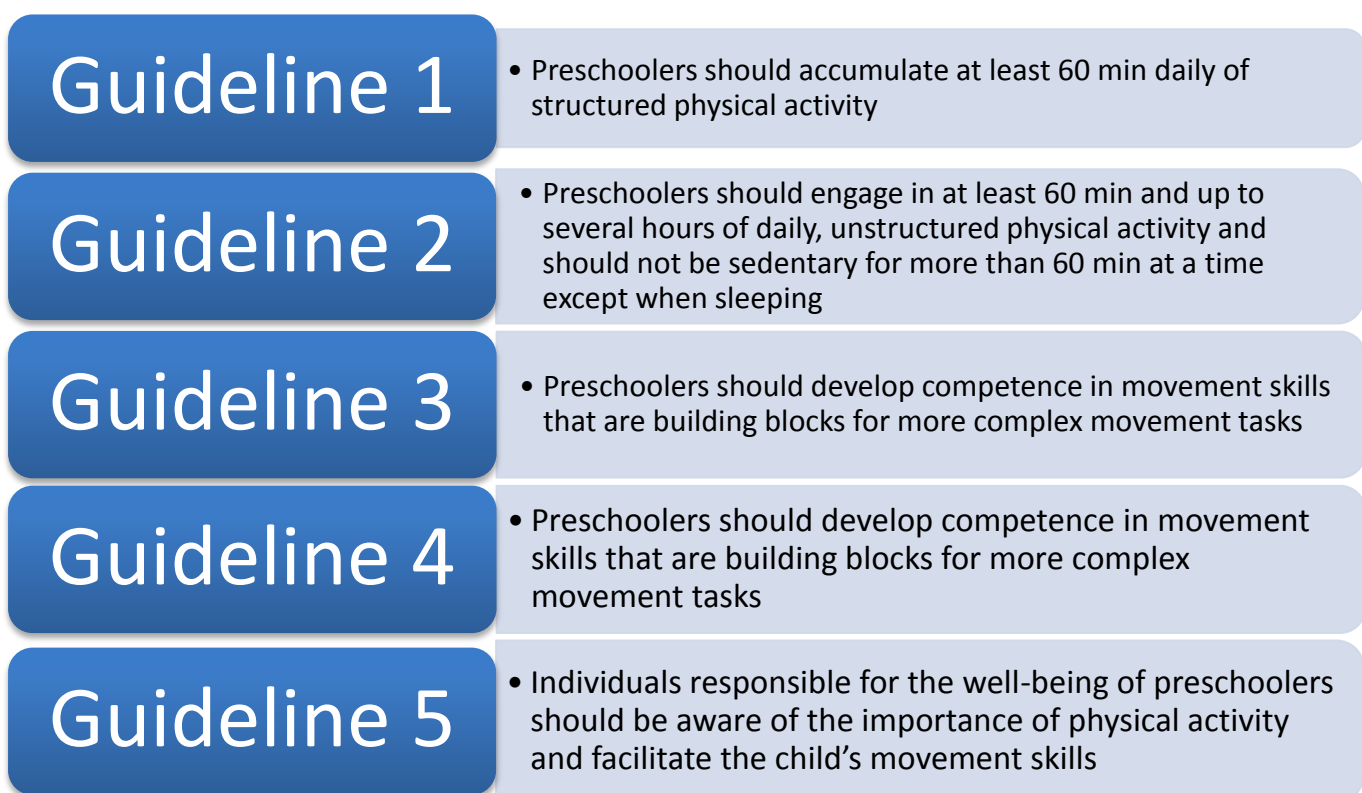 Guideline 1
• Preschoolers should accumulate at least 60 min daily of
structured physical activity
Guideline 2
• Preschoolers should engage in at least 60 min and up to
several hours of daily, unstructured physical activity and
should not be sedentary for more than 60 min at a time
except when sleeping
Guideline 3
• Preschoolers should develop competence in movement skills
that are building blocks for more complex movement tasks
Guideline 4
• Preschoolers should develop competence in movement
skills that are building blocks for more complex
movement tasks
Guideline 5
• Individuals responsible for the well-being of preschoolers
should be aware of the importance of physical activity
and facilitate the child’s movement skills